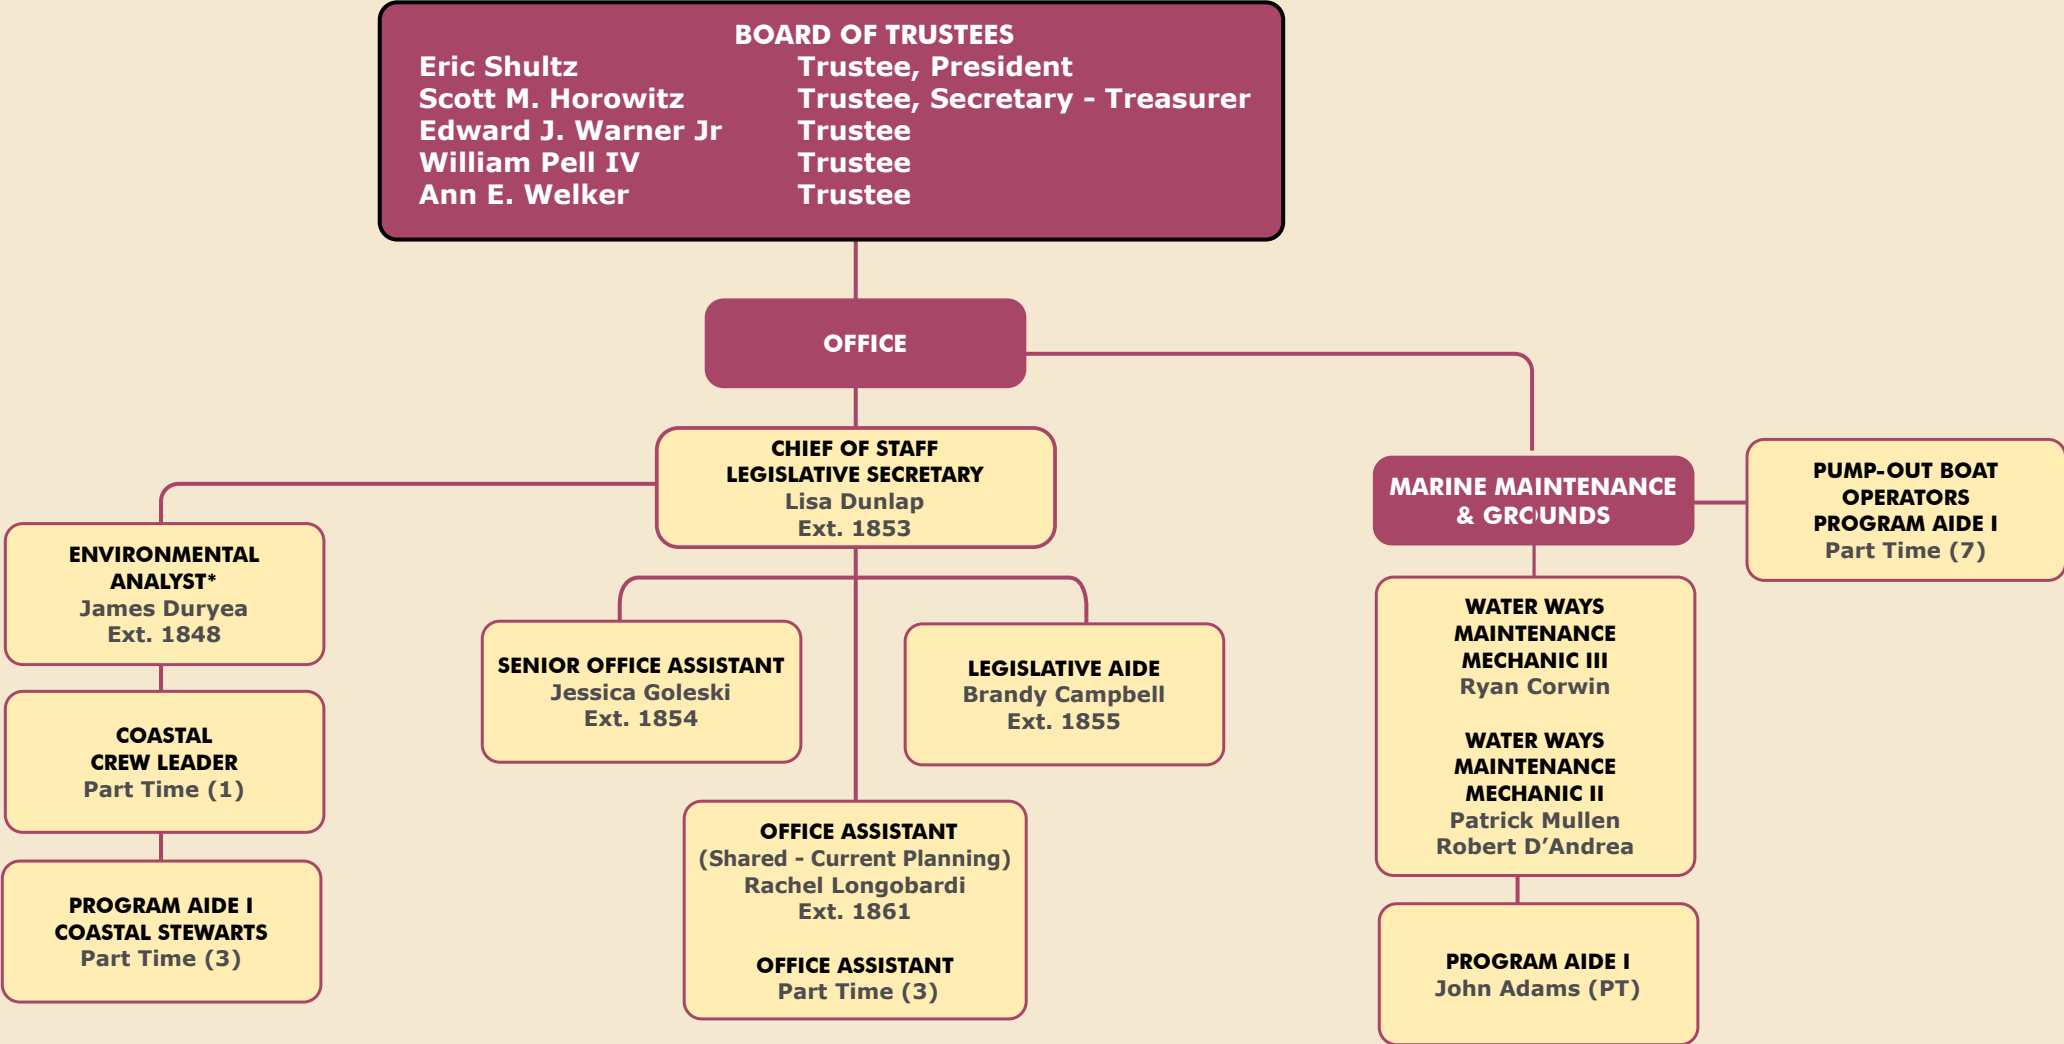 BOARD OF TRUSTEES
Eric Shultz Trustee, President
Scott M. Horowitz Trustee, Secretary - Treasurer
Edward J. Warner Jr Trustee
William Pell IV Trustee
Ann E. Welker Trustee
OFFICE
CHIEF OF STAFF
LEGISLATIVE SECRETARY
Lisa Dunlap
Ext. 1853
ENVIRONMENTAL
ANALYST*
James Duryea
Ext. 1848
COASTAL
CREW LEADER
Part Time (1)
PROGRAM AIDE I
COASTAL STEWARTS
Part Time (3)
SENIOR OFFICE ASSISTANT
Jessica Goleski
Ext. 1854
LEGISLATIVE AIDE
Brandy Campbell
Ext. 1855
OFFICE ASSISTANT
(Shared - Current Planning)
Rachel Longobardi
Ext. 1861
OFFICE ASSISTANT
Part Time (3)
MARINE MAINTENANCE
& GROUNDS
PUMP-OUT BOAT
OPERATORS
PROGRAM AIDE I
Part Time (7)
WATER WAYS
MAINTENANCE
MECHANIC III
Ryan Corwin
WATER WAYS
MAINTENANCE
MECHANIC II
Patrick Mullen
Robert D’Andrea
PROGRAM AIDE I
John Adams (PT)